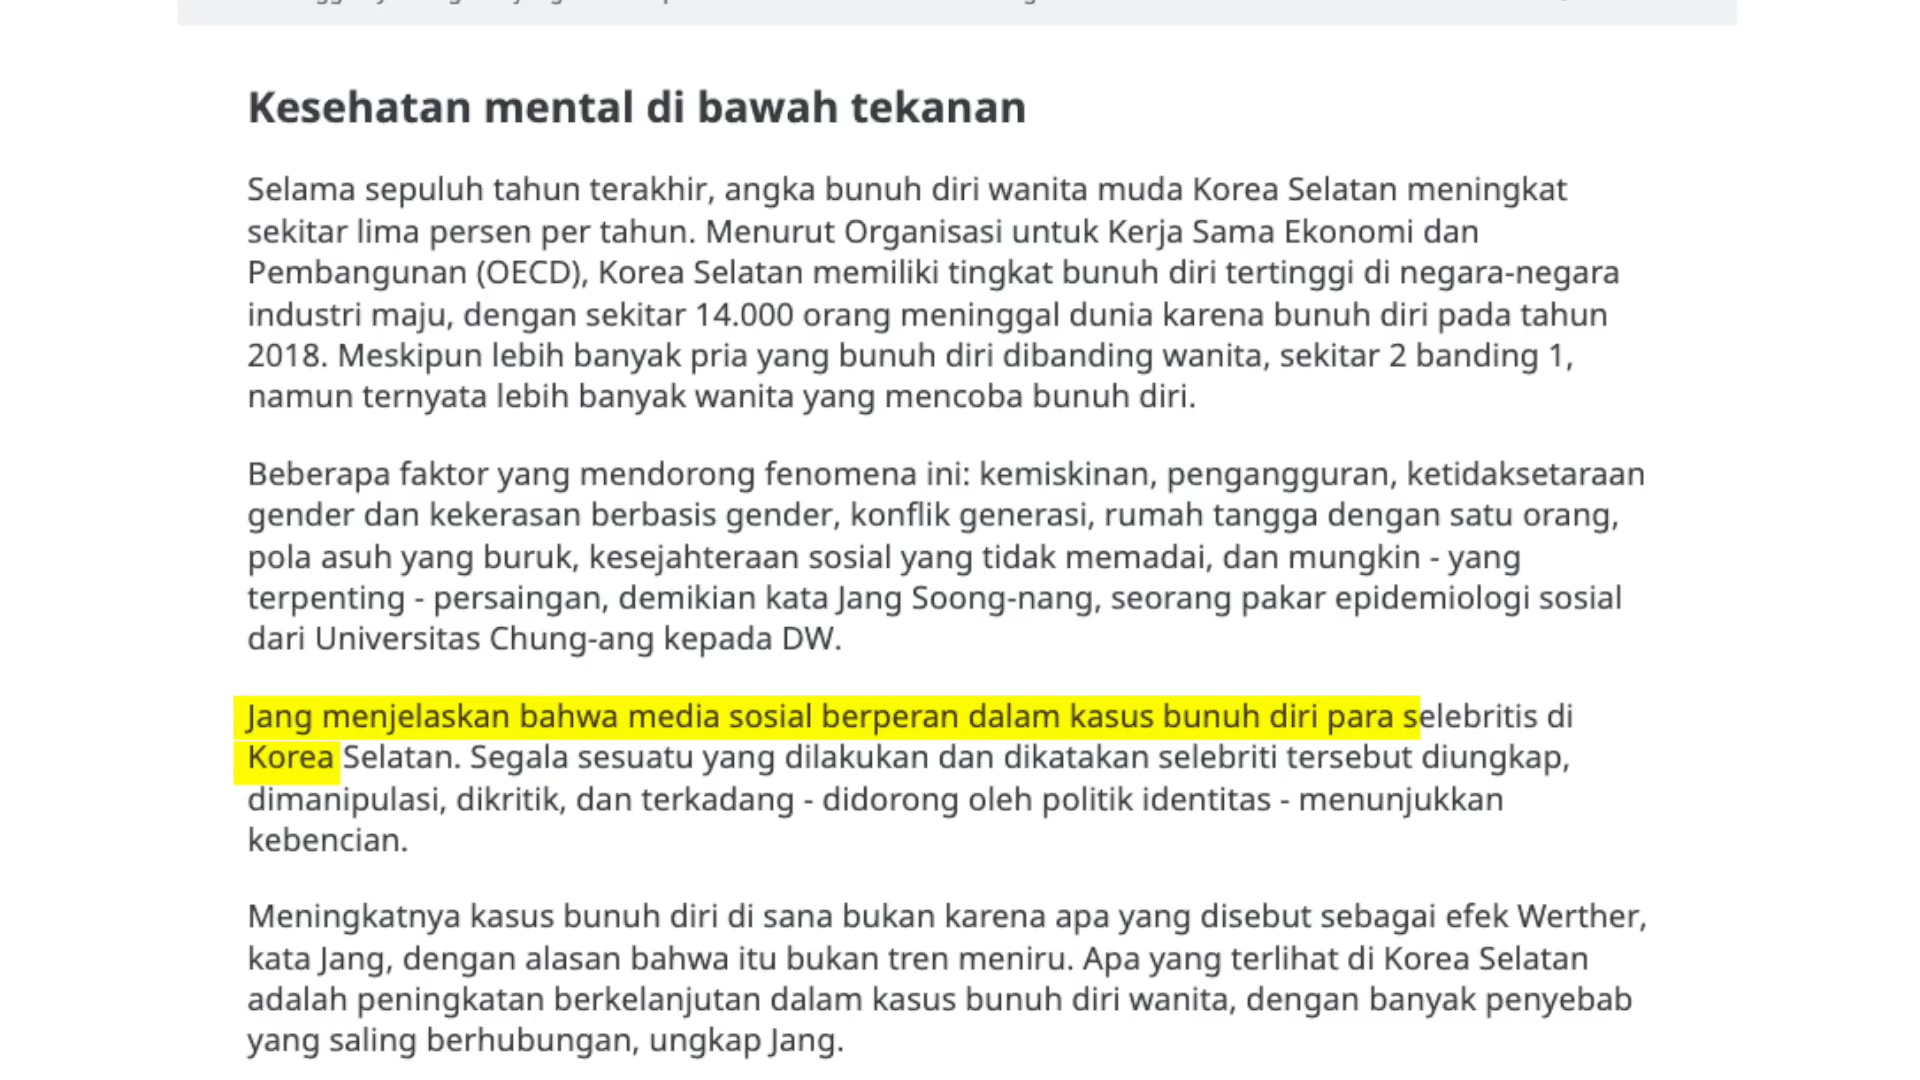 Kesehatan mental di bawah tekanan
Selama sepuluh tahun terakhir, angka bunuh diri wanita muda Korea Selatan meningkat
sekitar lima persen per tahun. Menurut Organisasi untuk Kerja Sama Ekonomi dan
Pembangunan (OECD), Korea Selatan memiliki tingkat bunuh diri tertinggi di negara-negara
industri maju, dengan sekitar 14.000 orang meninggal dunia karena bunuh diri pada tahun
2018. Meskipun lebih banyak pria yang bunuh diri dibanding wanita, sekitar 2 banding 1,
namun ternyata lebih banyak wanita yang mencoba bunuh diri.
Beberapa faktor yang mendorong fenomena ini: kemiskinan, pengangguran, ketidaksetaraan
gender dan kekerasan berbasis gender, konflik generasi, rumah tangga dengan satu orang,
pola asuh yang buruk, kesejahteraan sosial yang tidak memadai, dan mungkin - yang
terpenting - persaingan, demikian kata Jang Soong-nang, seorang pakar epidemiologi sosial
dari Universitas Chung-ang kepada DW.
Jang menjelaskan bahwa media sosial berperan dalam kasus bunuh diri para selebritis di
Korea Selatan. Segala sesuatu yang dilakukan dan dikatakan selebriti tersebut diungkap,
dimanipulasi, dikritik, dan terkadang - didorong oleh politik identitas - menunjukkan
kebencian.
Meningkatnya kasus bunuh diri di sana bukan karena apa yang disebut sebagai efek Werther,
kata Jang, dengan alasan bahwa itu bukan tren meniru. Apa yang terlihat di Korea Selatan
adalah peningkatan berkelanjutan dalam kasus bunuh diri wanita, dengan banyak penyebab
yang saling berhubungan, ungkap Jang.